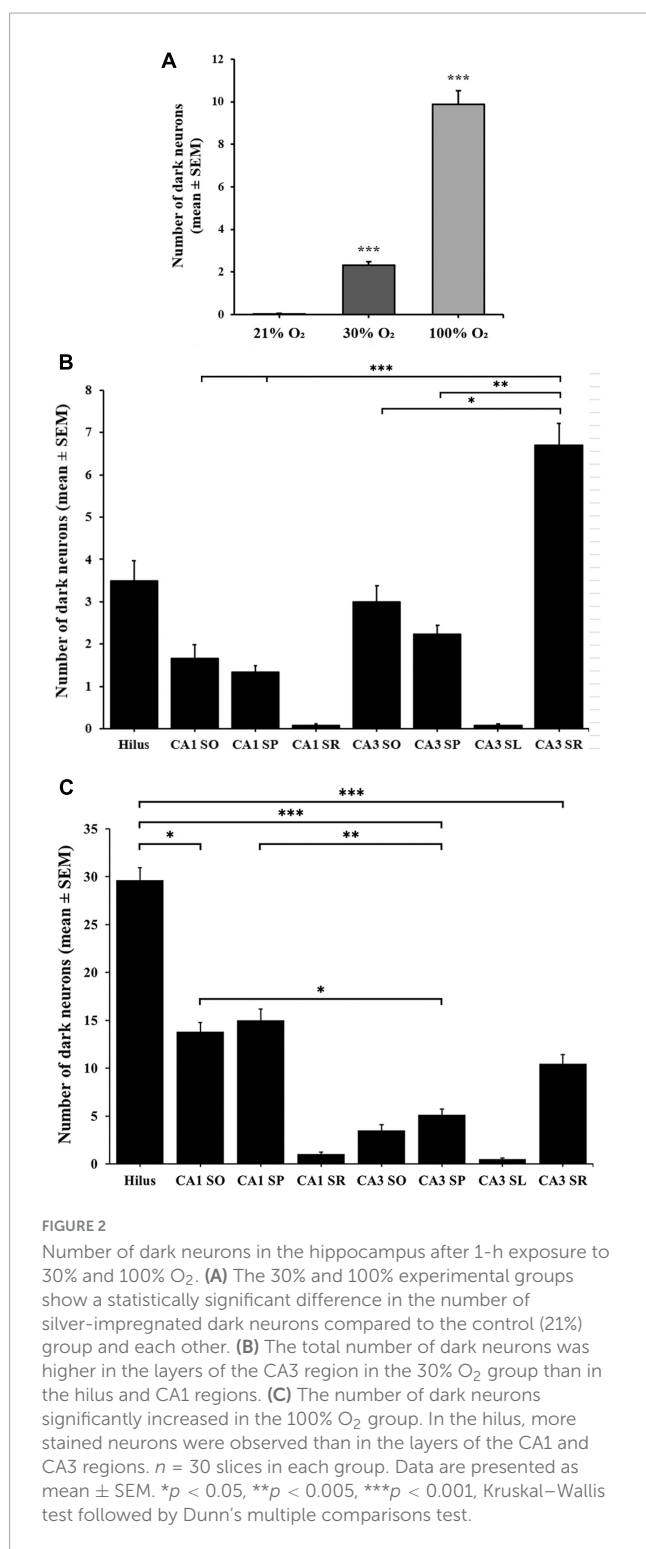 A
Number of dark neurons
(mean ± SEM)
12
10
8
6
4
2
0
***
***
21% O₂ 30% O₂ 100% O₂
B
Number of dark neurons (mean ± SEM)
8
7
6
5
4
3
2
1
0
***
**
*
Hilus CA1 SO CA1 SP CA1 SR CA3 SO CA3 SP CA3 SL CA3 SR
C
Number of dark neurons (mean ± SEM)
35
30
25
20
15
10
5
0
***
***
* **
*
Hilus CA1 SO CA1 SP CA1 SR CA3 SO CA3 SP CA3 SL CA3 SR
FIGURE 2
Number of dark neurons in the hippocampus after 1-h exposure to
30% and 100% O₂. (A) The 30% and 100% experimental groups
show a statistically significant difference in the number of
silver-impregnated dark neurons compared to the control (21%)
group and each other. (B) The total number of dark neurons was
higher in the layers of the CA3 region in the 30% O₂ group than in
the hilus and CA1 regions. (C) The number of dark neurons
significantly increased in the 100% O₂ group. In the hilus, more
stained neurons were observed than in the layers of the CA1 and
CA3 regions. n = 30 slices in each group. Data are presented as
mean ± SEM. *p < 0.05, **p < 0.005, ***p < 0.001, Kruskal–Wallis
test followed by Dunn's multiple comparisons test.